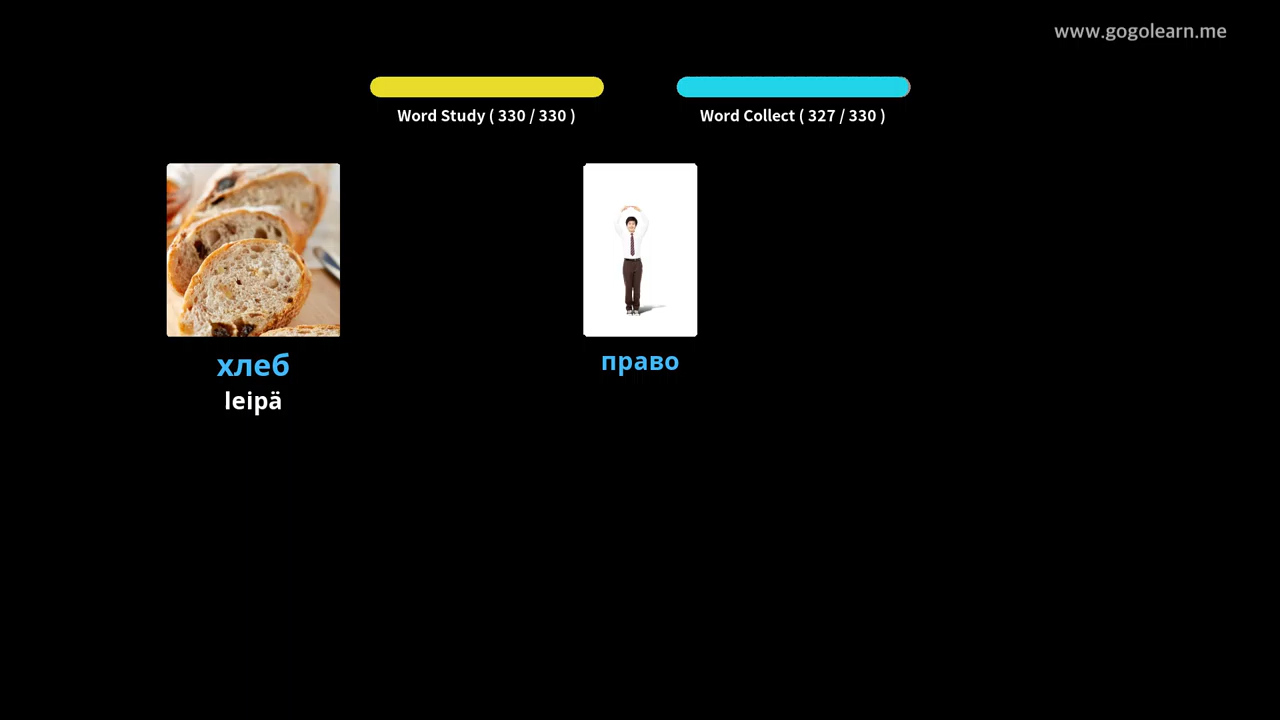 www.gogolearn.me
Word Study ( 330 / 330 )
Word Collect ( 327 / 330 )
хлеб
leipä
право